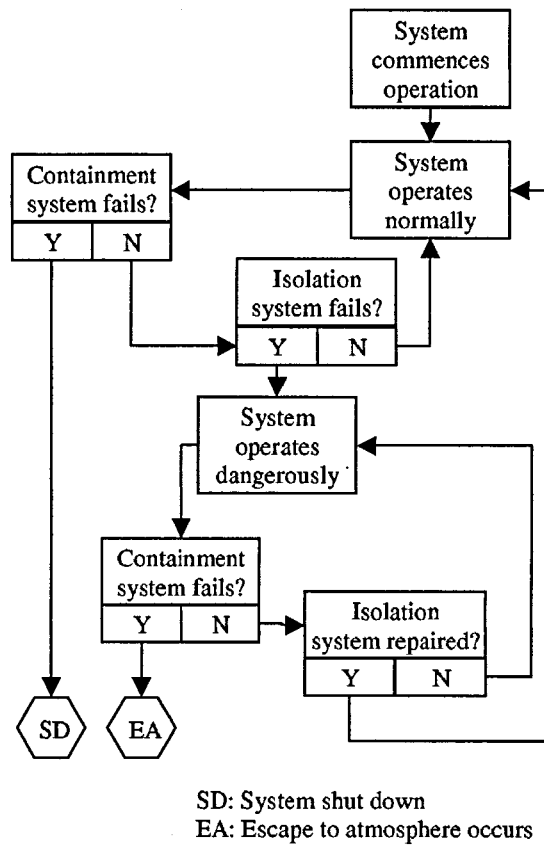 System
commences
operation
System
operates
normally
Containment
system fails?
Y N
Isolation
system fails?
Y N
System
operates
dangerously
Containment
system fails?
Y N
Isolation
system repaired?
Y N
SD
EA
SD: System shut down
EA: Escape to atmosphere occurs